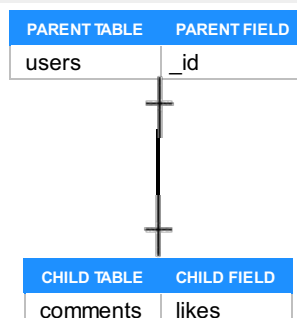 PARENT TABLE PARENT FIELD
users _id
CHILD TABLE CHILD FIELD
comments likes